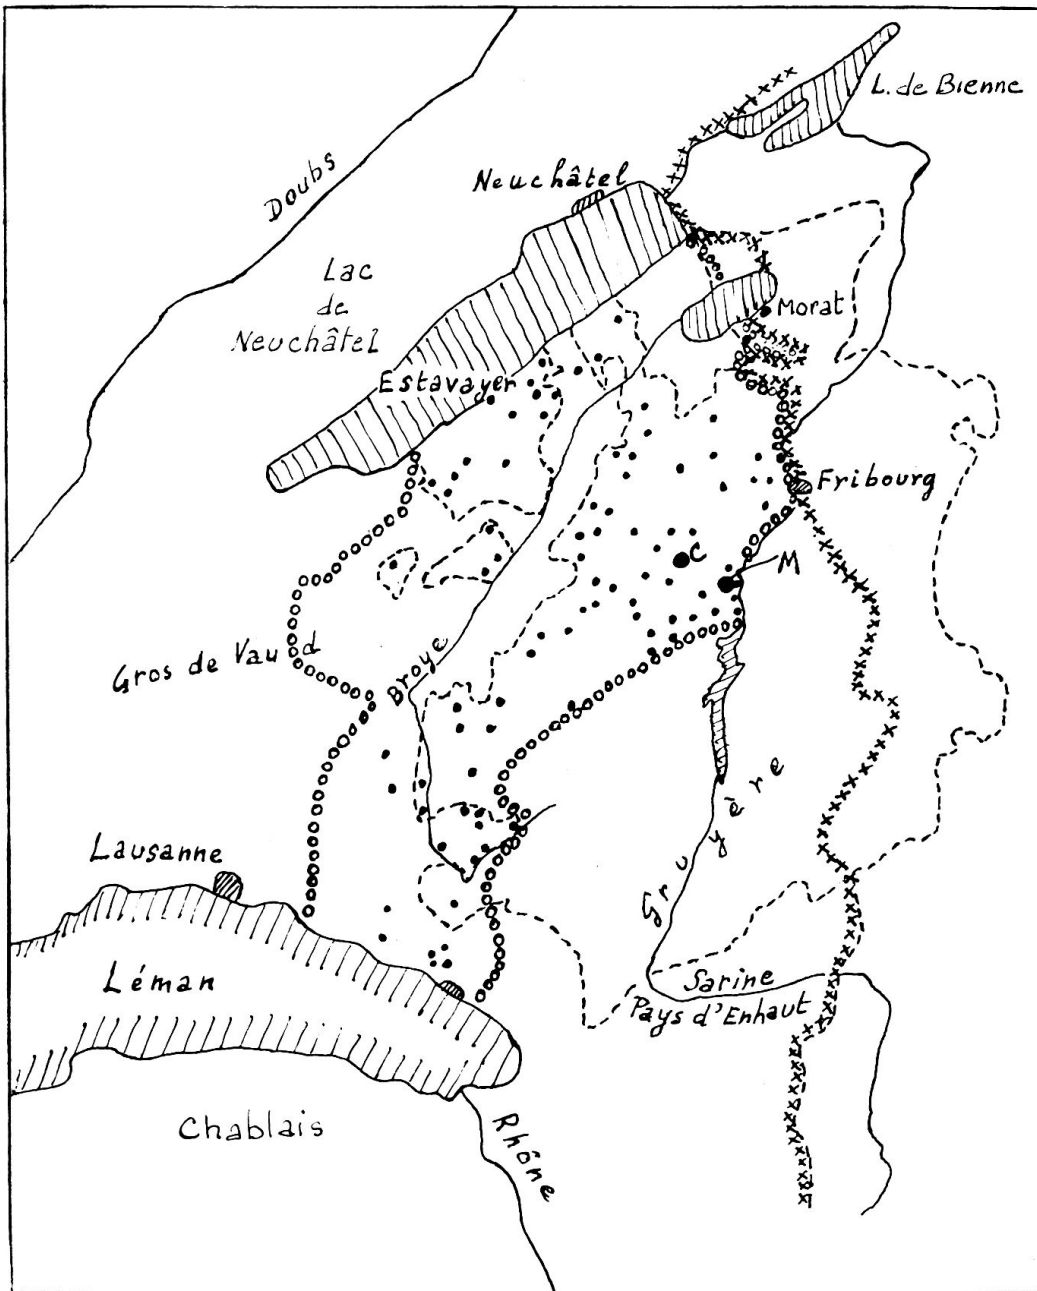 L. de Bienne
Doubs
Neuchâtel
Lac
de
Neuchâtel
Morat
Estavayer
Fribourg
C
M
Gros de Vaud
Broye
Gruyère
Lausanne
Léman
Sarine
Pays d'Enhaut
Chablais
Rhône